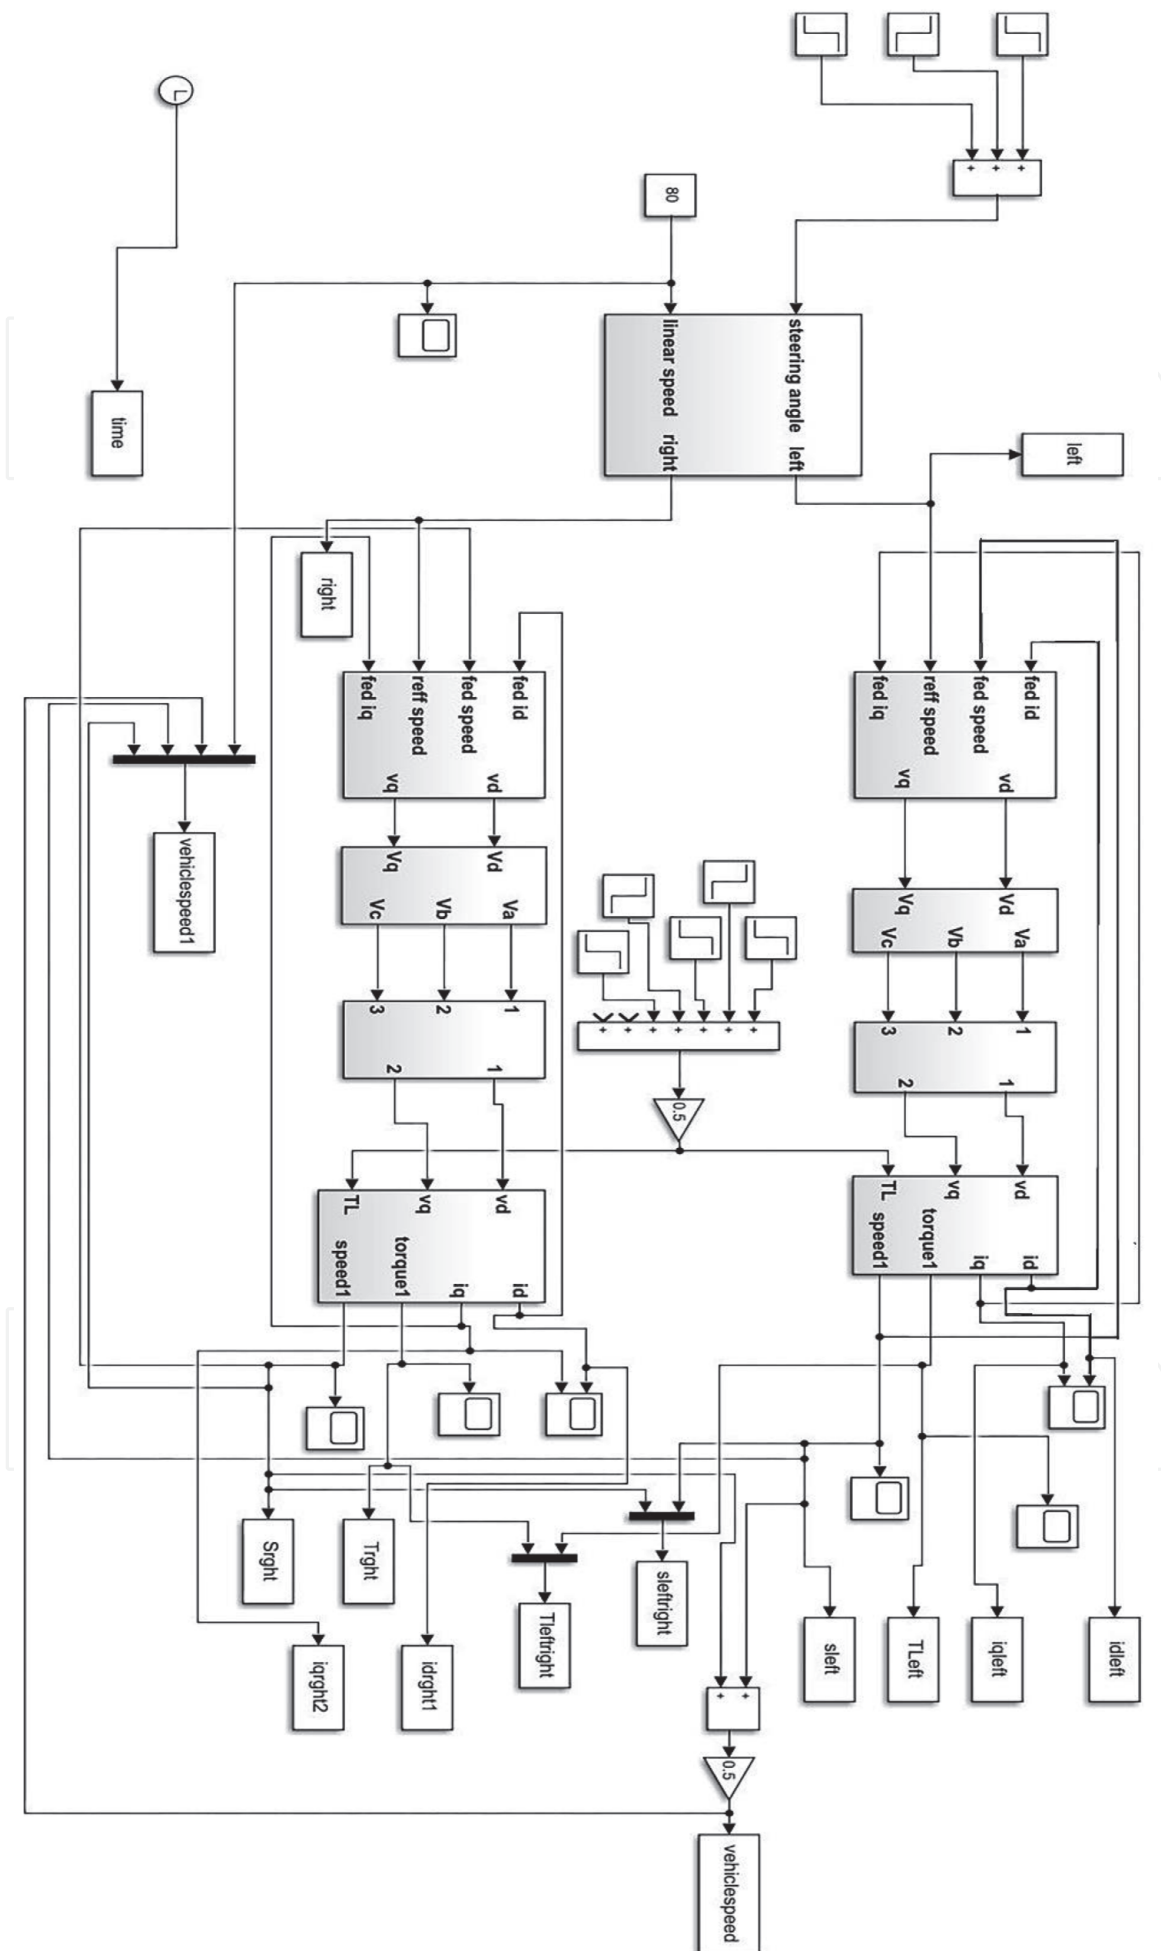 +
+
+
80
steering angle
left
linear speed
right
left
time
right
fed id
fed speed
reff speed
fed iq
vd
vq
fed id
fed speed
reff speed
fed iq
vd
vq
vehiclespeed1
Vd
Vq
Va
Vb
Vc
Vd
Vq
Va
Vb
Vc
1
2
3
1
2
1
2
3
1
2
+
+
+
+
+
+
+
0.5
vd
vq
TL
id
iq
torque1
speed1
vd
vq
TL
id
iq
torque1
speed1
idleft
iqleft
TLeft
sleft
sleftright
Tleftright
Trght
Srght
idrght1
iqrght2
+
+
0.5
vehiclespeed